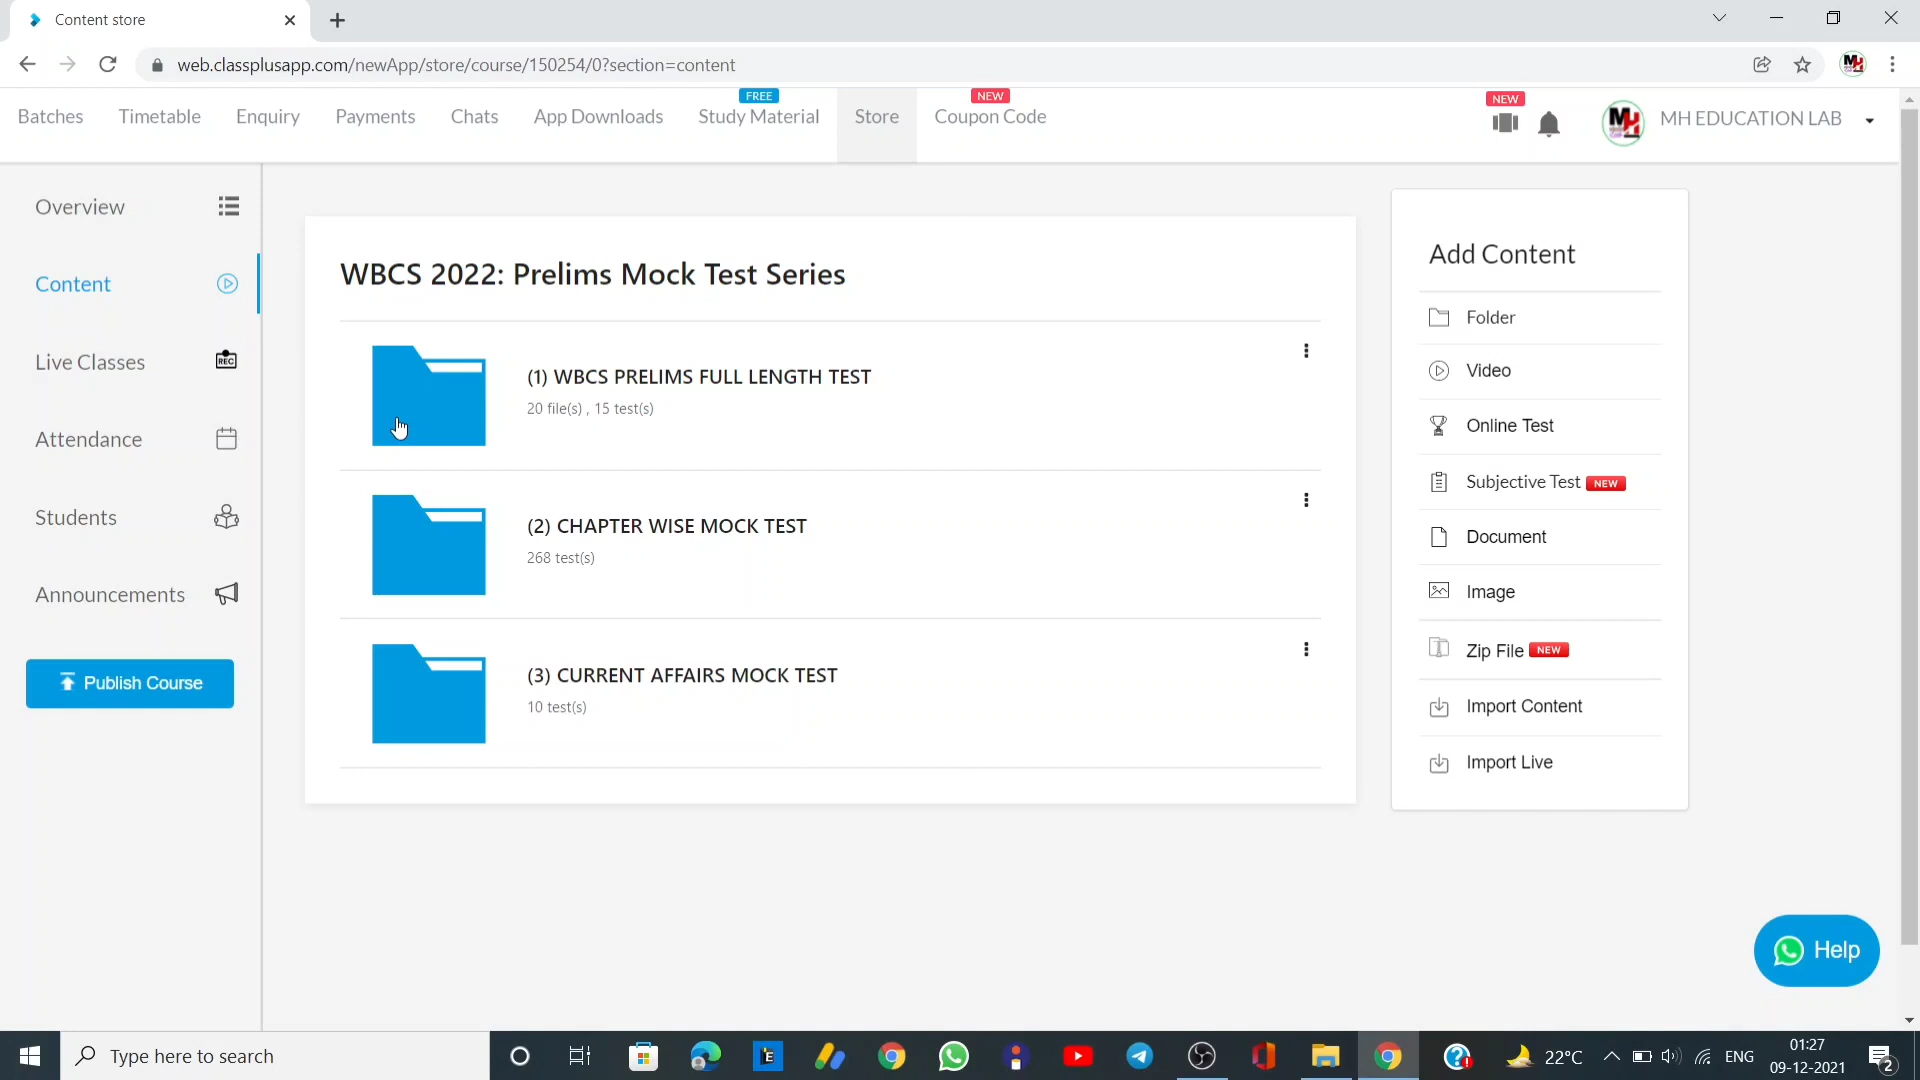 Content store
web.classplusapp.com/newApp/store/course/150254/0?section=content
FREE
NEW
NEW
Batches
Timetable
Enquiry
Payments
Chats
App Downloads
Study Material
Store
Coupon Code
MH EDUCATION LAB
Overview
Content
Live Classes
REC
Attendance
Students
Announcements
Publish Course
WBCS 2022: Prelims Mock Test Series
(1) WBCS PRELIMS FULL LENGTH TEST
20 file(s) , 15 test(s)
(2) CHAPTER WISE MOCK TEST
268 test(s)
(3) CURRENT AFFAIRS MOCK TEST
10 test(s)
Add Content
Folder
Video
Online Test
Subjective Test NEW
Document
Image
Zip File NEW
Import Content
Import Live
Help
Type here to search
22°C
ENG
01:27
09-12-2021
2